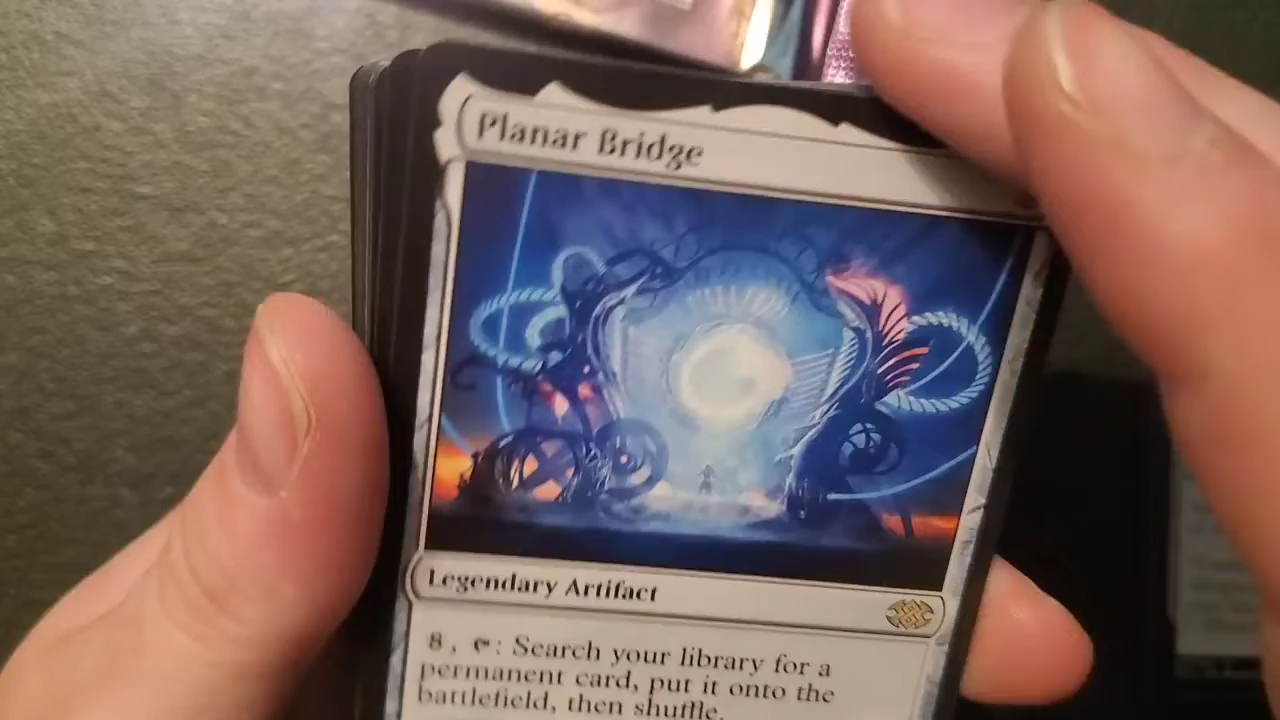 Planar Bridge
Legendary Artifact
8, T: Search your library for a
permanent card, put it onto the
battlefield, then shuffle.